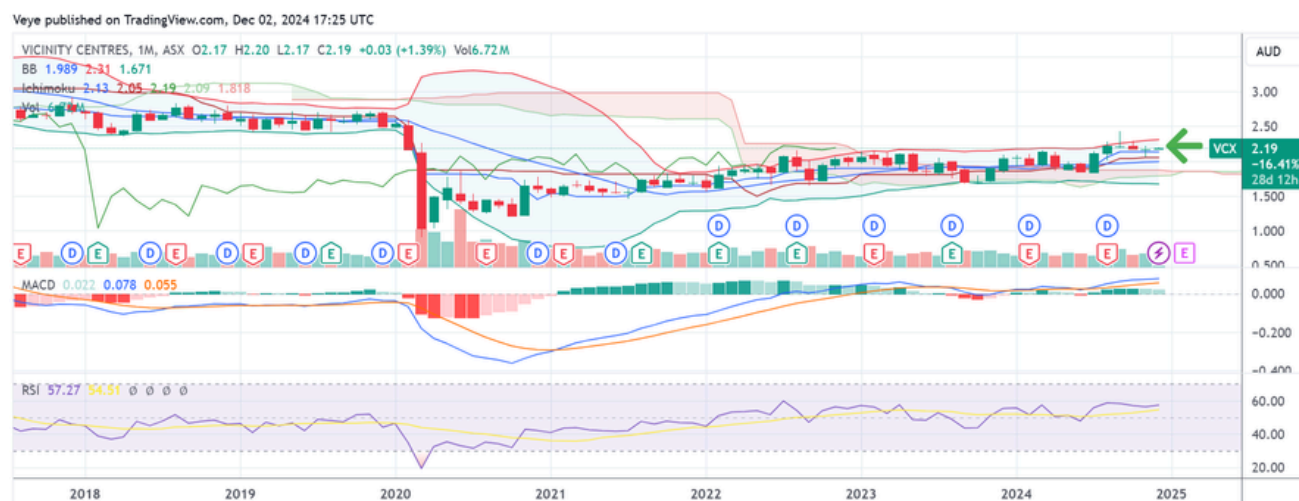 Veye published on TradingView.com, Dec 02, 2024 17:25 UTC
VICINITY CENTRES, 1M, ASX O2.17 H2.20 L2.17 C2.19 +0.03 (+1.39%) Vol6.72M
AUD
BB 1.989 2.31 1.671
Ichimoku 2.13 2.05 2.19 2.09 1.818
3.00
Vol
2.50
VCX 2.19
−16.41%
28d 12h
1.500
D D D D D D
1.000
E D E D E D E D E D E E D E D E E E E E E E E
0.500
MACD 0.022 0.078 0.055
0.000
−0.200
−0.400
RSI 57.27 54.51 Ø Ø Ø Ø
60.00
40.00
20.00
2018 2019 2020 2021 2022 2023 2024 2025